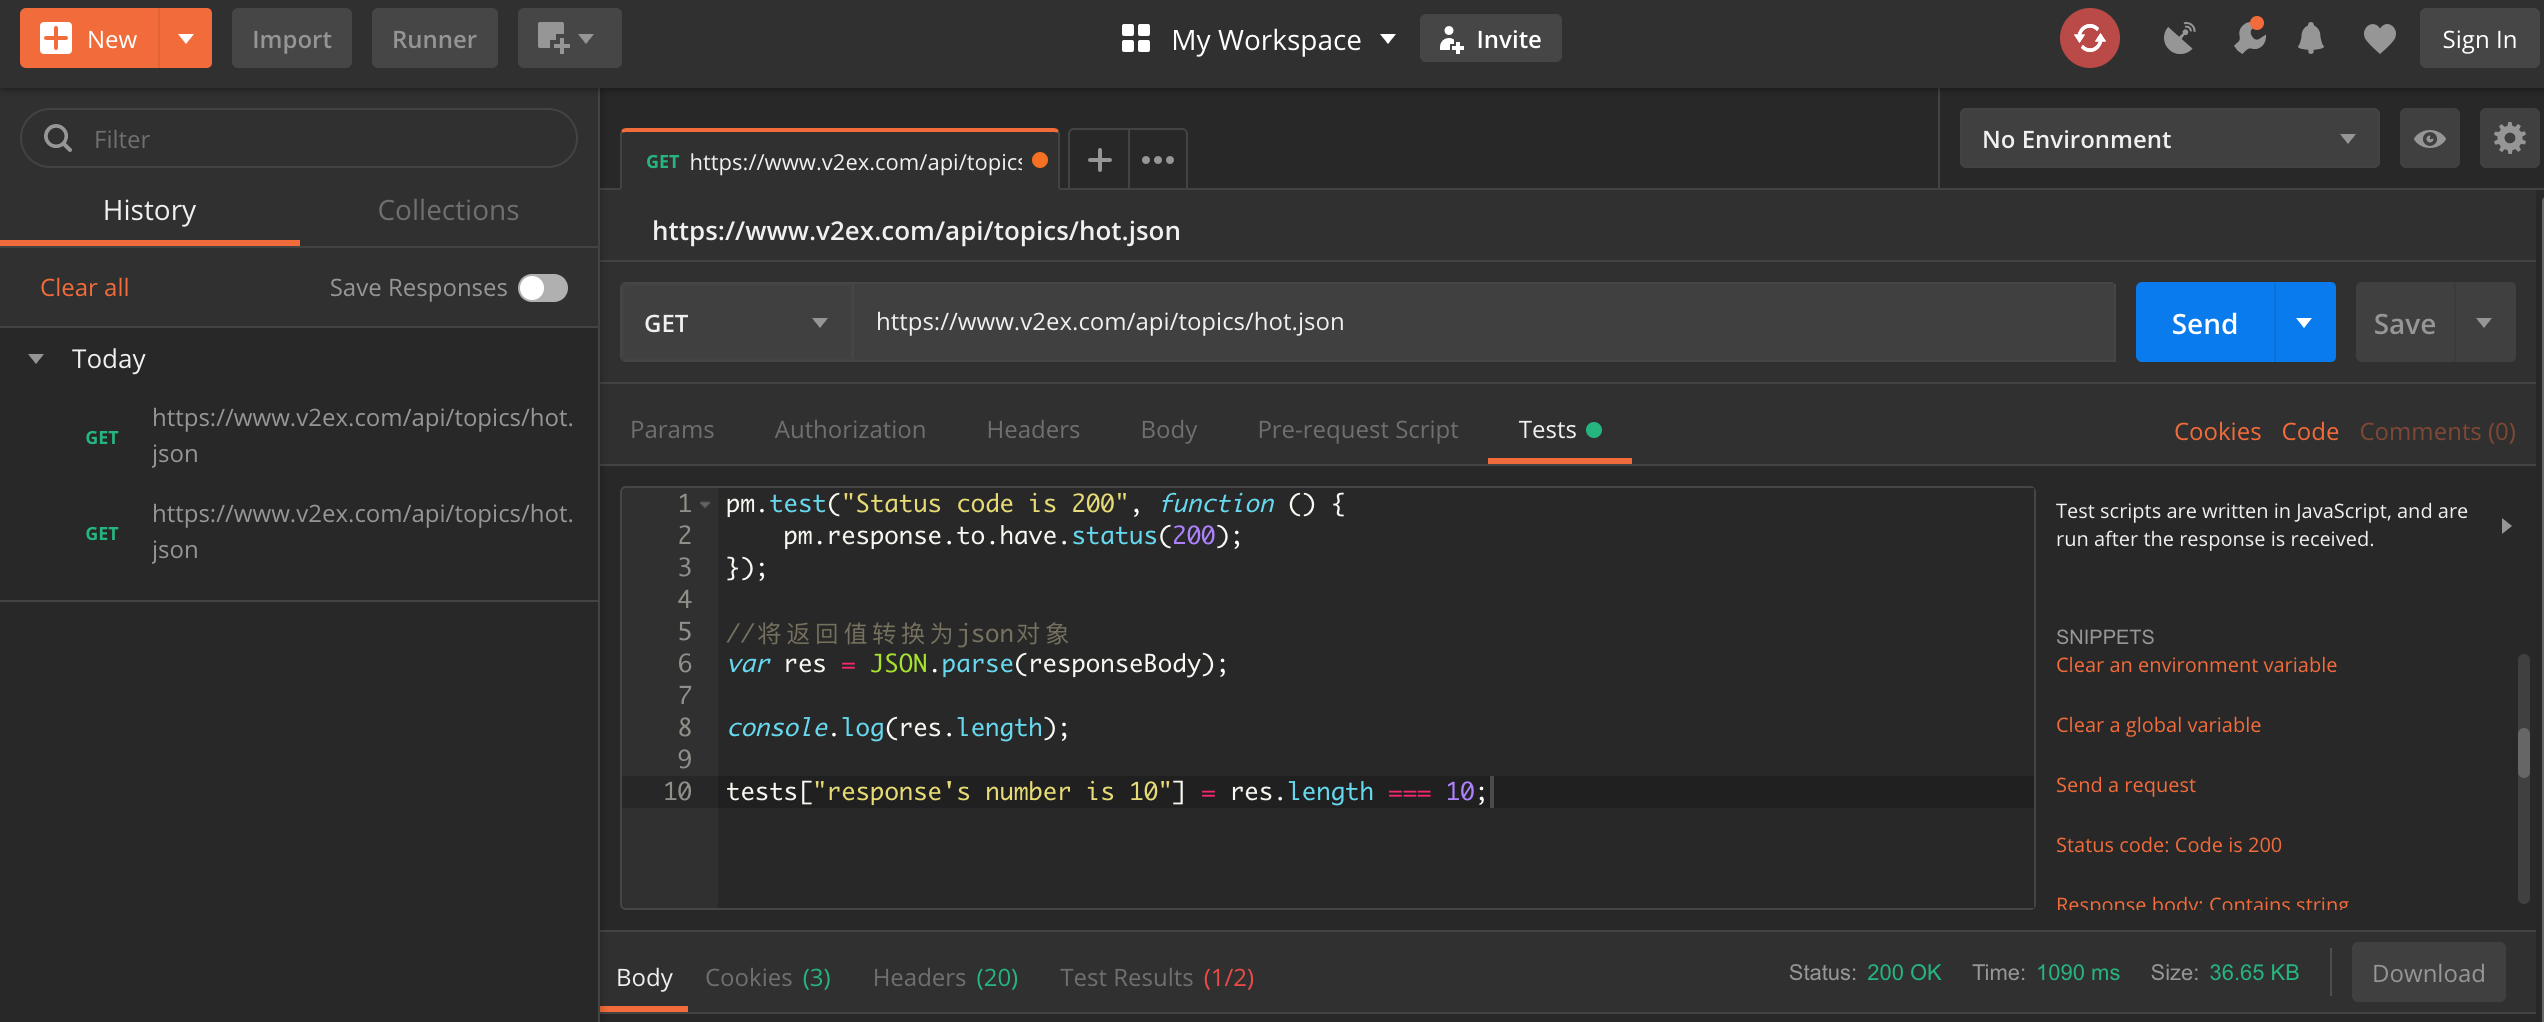 New
Import
Runner
My Workspace
Invite
Sign In
Filter
History
Collections
Clear all
Save Responses
Today
GET
https://www.v2ex.com/api/topics/hot.
json
GET
https://www.v2ex.com/api/topics/hot.
json
GET https://www.v2ex.com/api/topics
No Environment
https://www.v2ex.com/api/topics/hot.json
GET
https://www.v2ex.com/api/topics/hot.json
Send
Save
Params
Authorization
Headers
Body
Pre-request Script
Tests
Cookies
Code
Comments (0)
1 pm.test("Status code is 200", function () {
2     pm.response.to.have.status(200);
3 });
4
5 //将返回值转换为json对象
6 var res = JSON.parse(responseBody);
7
8 console.log(res.length);
9
10 tests["response's number is 10"] = res.length === 10;
Test scripts are written in JavaScript, and are
run after the response is received.
SNIPPETS
Clear an environment variable
Clear a global variable
Send a request
Status code: Code is 200
Response body: Contains string
Body
Cookies (3)
Headers (20)
Test Results (1/2)
Status: 200 OK
Time: 1090 ms
Size: 36.65 KB
Download